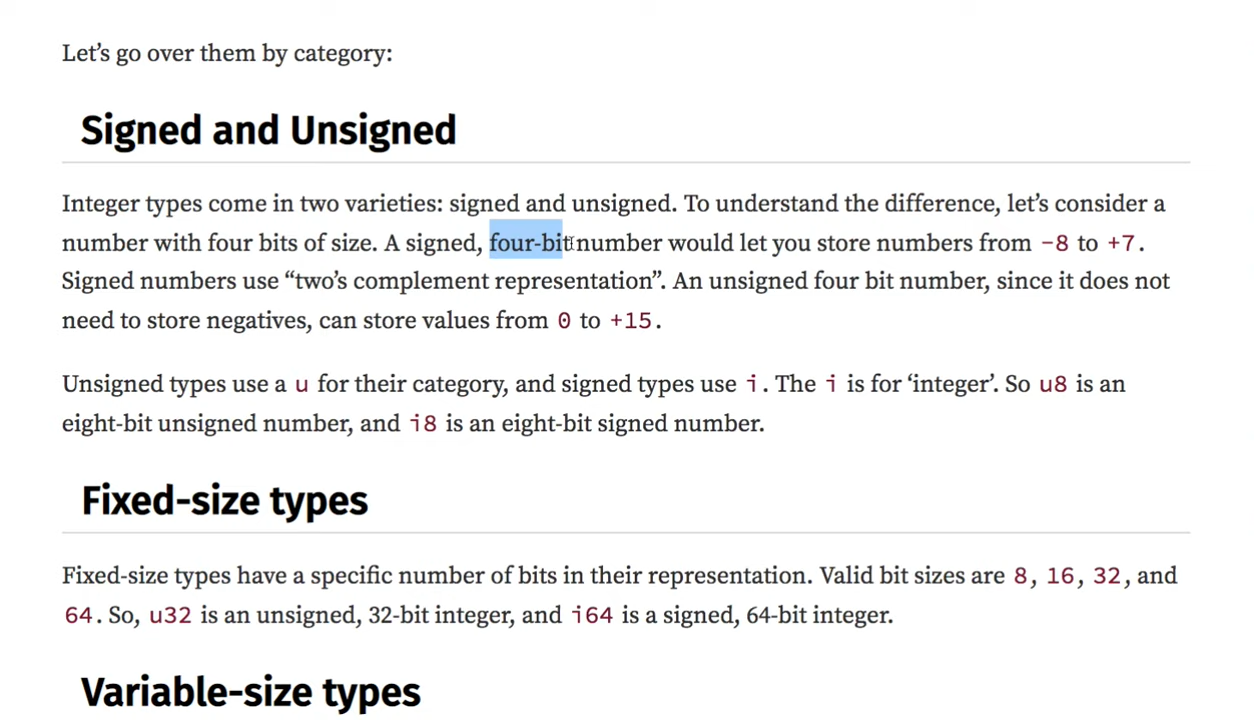 Let’s go over them by category:
Signed and Unsigned
Integer types come in two varieties: signed and unsigned. To understand the difference, let’s consider a
number with four bits of size. A signed, four-bit number would let you store numbers from -8 to +7.
Signed numbers use “two’s complement representation”. An unsigned four bit number, since it does not
need to store negatives, can store values from 0 to +15.
Unsigned types use a u for their category, and signed types use i. The i is for ‘integer’. So u8 is an
eight-bit unsigned number, and i8 is an eight-bit signed number.
Fixed-size types
Fixed-size types have a specific number of bits in their representation. Valid bit sizes are 8, 16, 32, and
64. So, u32 is an unsigned, 32-bit integer, and i64 is a signed, 64-bit integer.
Variable-size types